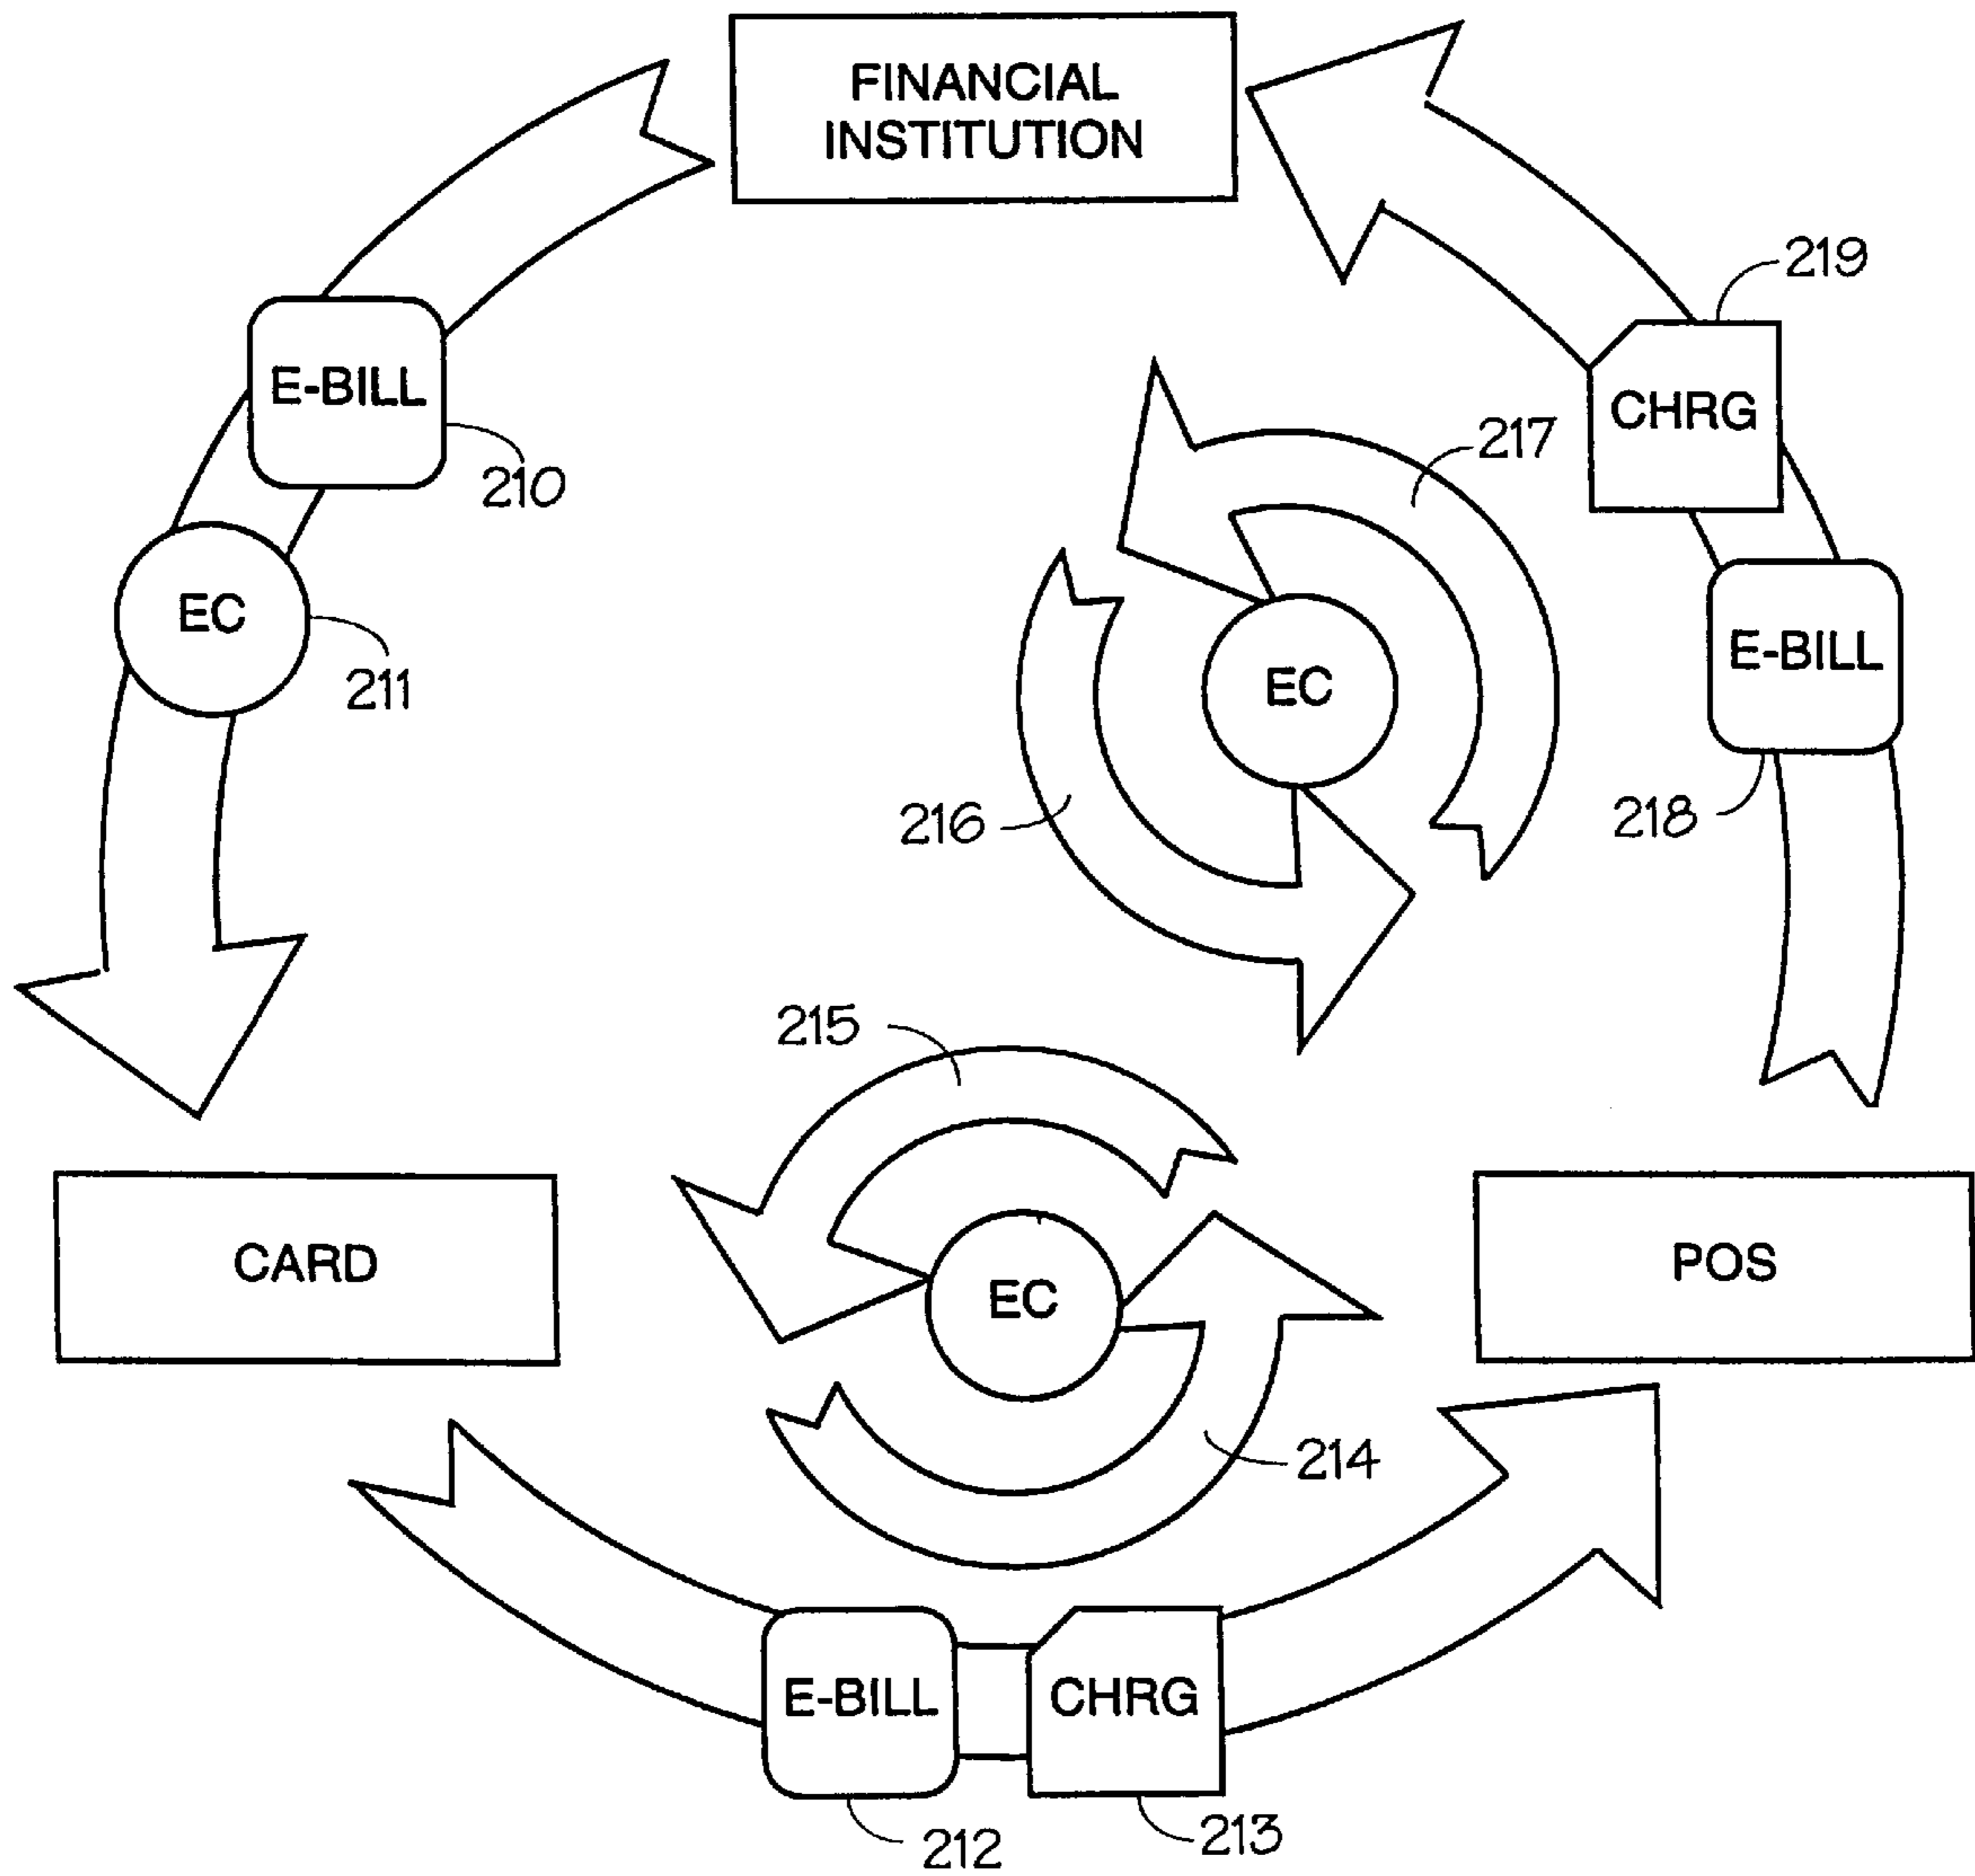 FINANCIAL
INSTITUTION
219
E-BILL
CHRG
217
210
EC
E-BILL
211
EC
216
218
215
CARD
EC
POS
214
E-BILL
CHRG
212
213